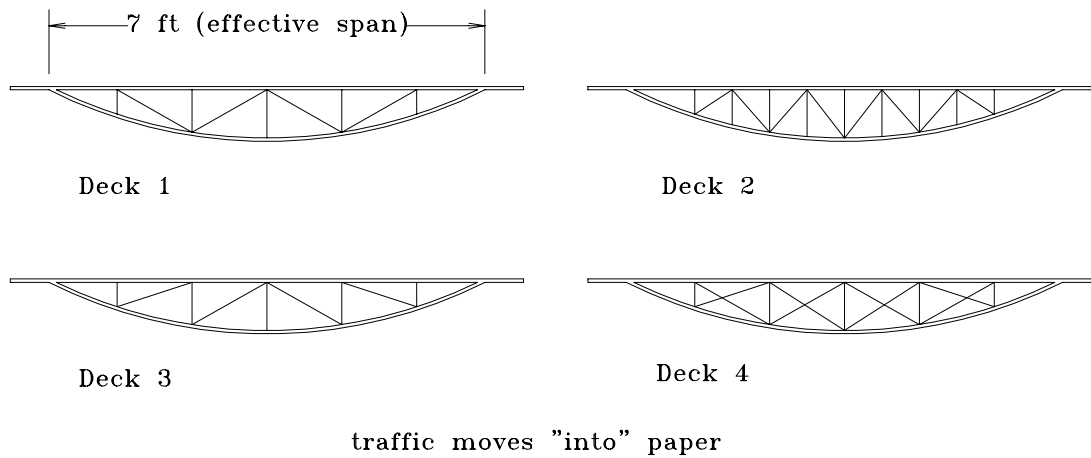 7 ft (effective span)
Deck 1
Deck 2
Deck 3
Deck 4
traffic moves "into" paper